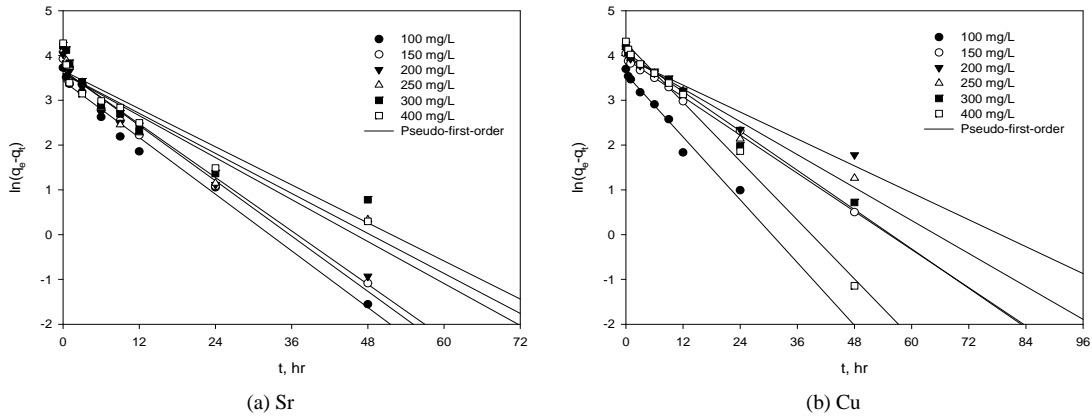 ln(qe-qt)
5
4
3
2
1
0
-1
-2
0 12 24 36 48 60 72
t, hr
100 mg/L
150 mg/L
200 mg/L
250 mg/L
300 mg/L
400 mg/L
Pseudo-first-order
(a) Sr
ln(qe-qt)
5
4
3
2
1
0
-1
-2
0 12 24 36 48 60 72 84 96
t, hr
100 mg/L
150 mg/L
200 mg/L
250 mg/L
300 mg/L
400 mg/L
Pseudo-first-order
(b) Cu